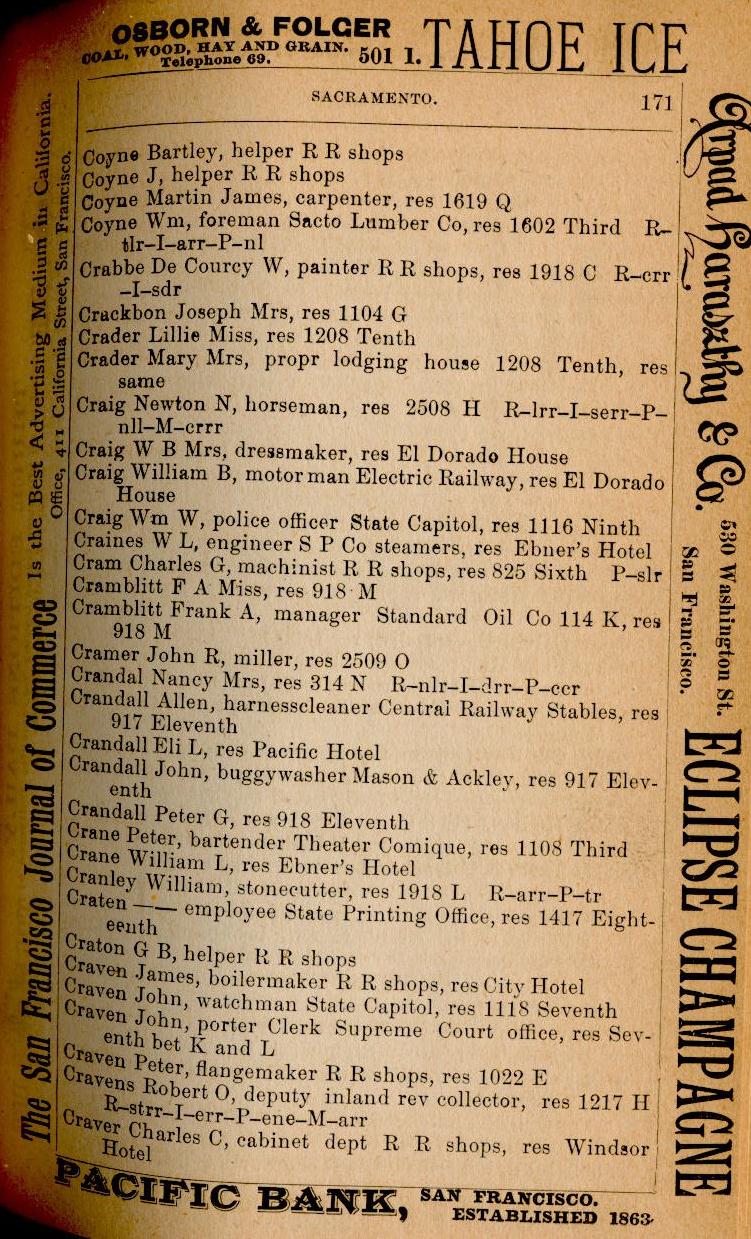 OSBORN & FOLGER
COAL, WOOD, HAY AND GRAIN.
Telephone 69.
501 I.
TAHOE ICE
SACRAMENTO.
171
Coyne Bartley, helper R R shops
Coyne J, helper R R shops
Coyne Martin James, carpenter, res 1619 Q
Coyne Wm, foreman Sacto Lumber Co, res 1602 Third R-
tlr-I-arr-P-nl
Crabbe De Courcy W, painter R R shops, res 1918 C R-crr
-I-sdr
Crackbon Joseph Mrs, res 1104 G
Crader Lillie Miss, res 1208 Tenth
Crader Mary Mrs, propr lodging house 1208 Tenth, res
same
Craig Newton N, horseman, res 2508 H R-lrr-I-serr-P-
nll-M-crrr
Craig W B Mrs, dressmaker, res El Dorado House
Craig William B, motor man Electric Railway, res El Dorado
House
Craig Wm W, police officer State Capitol, res 1116 Ninth
Craines W L, engineer S P Co steamers, res Ebner's Hotel
Cram Charles G, machinist R R shops, res 825 Sixth P-slr
Cramblitt F A Miss, res 918 M
Cramblitt Frank A, manager Standard Oil Co 114 K, res
918 M
Cramer John R, miller, res 2509 O
Crandal Nancy Mrs, res 314 N R-nlr-I-drr-P-ccr
Crandall Allen, harnesscleaner Central Railway Stables, res
917 Eleventh
Crandall Eli L, res Pacific Hotel
Crandall John, buggywasher Mason & Ackley, res 917 Elev-
enth
Crandall Peter G, res 918 Eleventh
Crane Peter, bartender Theater Comique, res 1108 Third
Crane William L, res Ebner's Hotel
Cranley William, stonecutter, res 1918 L R-arr-P-tr
Craten —— employee State Printing Office, res 1417 Eight-
eenth
Craton G B, helper R R shops
Craven James, boilermaker R R shops, res City Hotel
Craven John, watchman State Capitol, res 1118 Seventh
Craven John, porter Clerk Supreme Court office, res Sev-
enth bet K and L
Craven Peter, flangemaker R R shops, res 1022 E
Cravens Robert O, deputy inland rev collector, res 1217 H
R-strr-I-err-P-ene-M-arr
Craver Charles C, cabinet dept R R shops, res Windsor
Hotel
PACIFIC BANK, SAN FRANCISCO.
ESTABLISHED 1863.
The San Francisco Journal of Commerce Is the Best Advertising Medium in California.
Office, 411 California Street, San Francisco.
Arpad Haraszthy & Co. 530 Washington St.
San Francisco.
ECLIPSE CHAMPAGNE